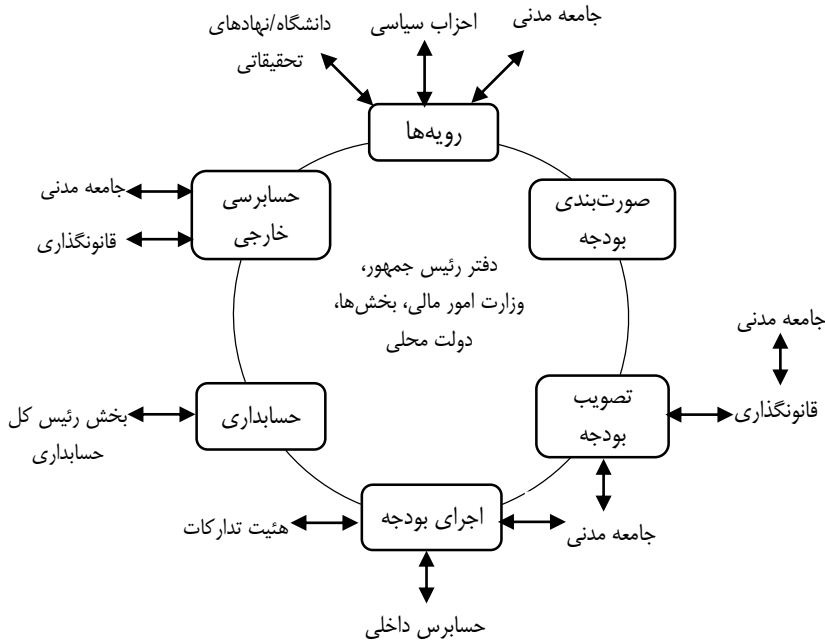 جامعه مدنی
احزاب سیاسی
دانشگاه/نهادهای
تحقیقاتی
رویه‌ها
صورت‌بندی
بودجه
حسابرسی
خارجی
جامعه مدنی
قانونگذاری
دفتر رئیس جمهور،
وزارت امور مالی، بخش‌ها،
دولت محلی
جامعه مدنی
قانونگذاری
تصویب
بودجه
حسابداری
بخش رئیس کل
حسابداری
اجرای بودجه
جامعه مدنی
هئیت تدارکات
حسابرس داخلی